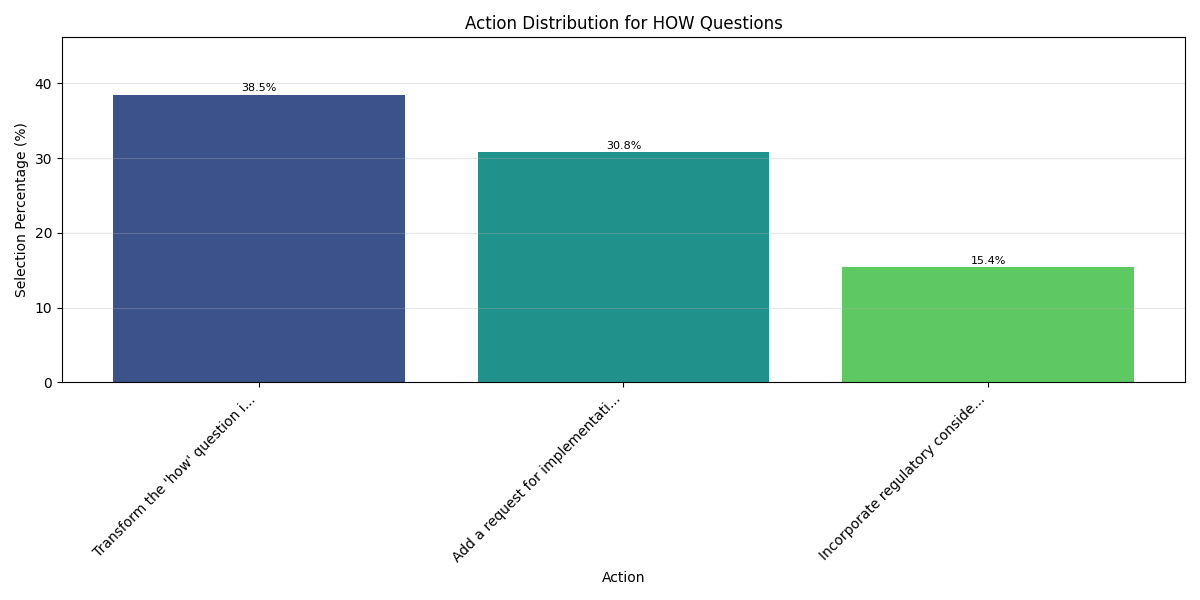 Action Distribution for HOW Questions
Selection Percentage (%)
40
30
20
10
0
38.5%
30.8%
15.4%
Transform the 'how' question i...
Add a request for implementati...
Incorporate regulatory conside...
Action